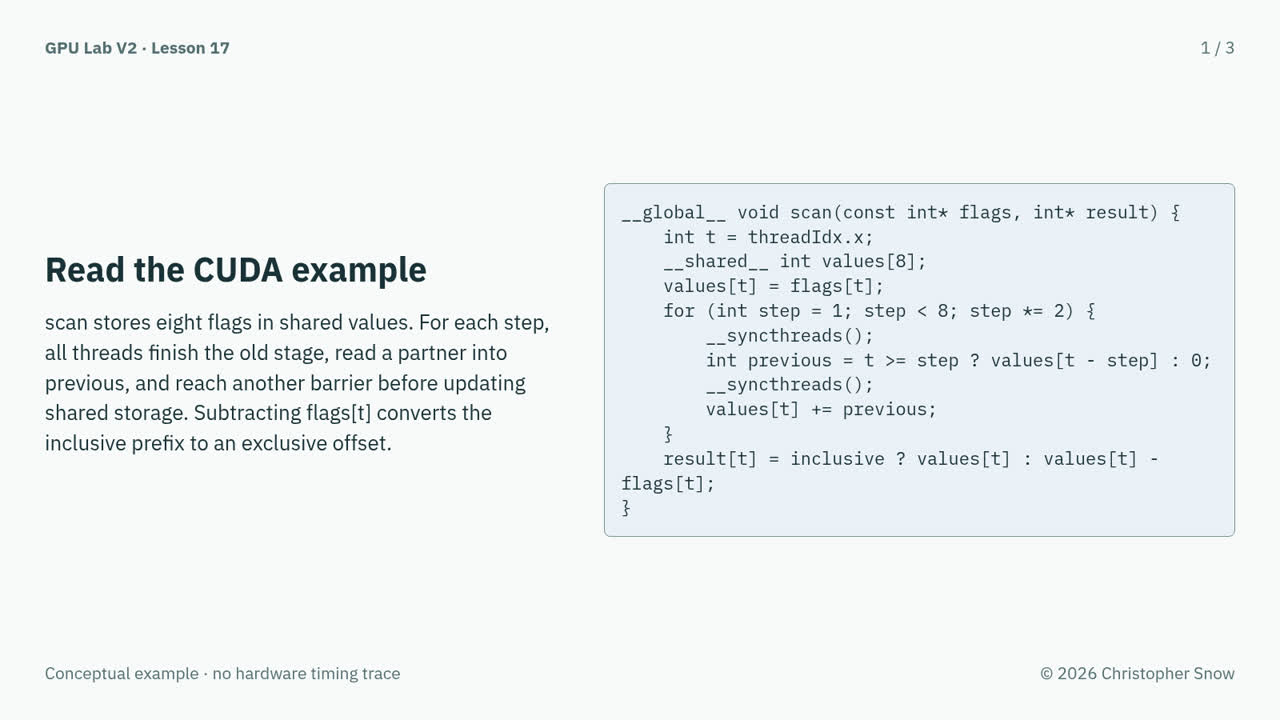 GPU Lab V2 · Lesson 17
1 / 3
Read the CUDA example
scan stores eight flags in shared values. For each step,
all threads finish the old stage, read a partner into
previous, and reach another barrier before updating
shared storage. Subtracting flags[t] converts the
inclusive prefix to an exclusive offset.
__global__ void scan(const int* flags, int* result) {
    int t = threadIdx.x;
    __shared__ int values[8];
    values[t] = flags[t];
    for (int step = 1; step < 8; step *= 2) {
        __syncthreads();
        int previous = t >= step ? values[t - step] : 0;
        __syncthreads();
        values[t] += previous;
    }
    result[t] = inclusive ? values[t] : values[t] -
flags[t];
}
Conceptual example · no hardware timing trace
© 2026 Christopher Snow